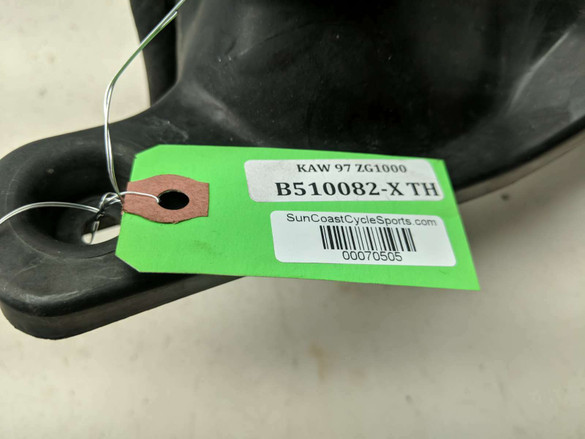 KAW 97 ZG1000
B510082-X TH
SunCoastCycleSports.com
00070505